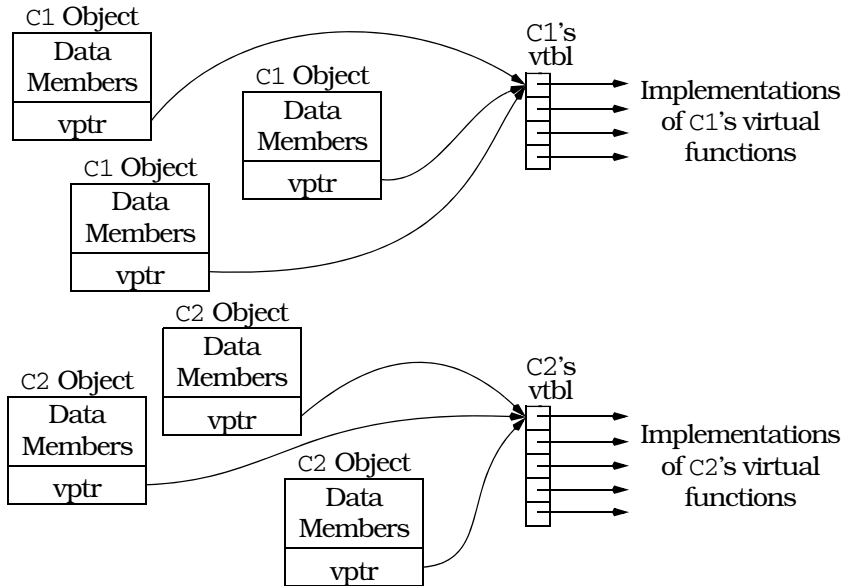 C1 Object
Data
Members
vptr
C1 Object
Data
Members
vptr
C1 Object
Data
Members
vptr
C1's
vtbl
Implementations
of C1's virtual
functions
C2 Object
Data
Members
vptr
C2 Object
Data
Members
vptr
C2 Object
Data
Members
vptr
C2's
vtbl
Implementations
of C2's virtual
functions